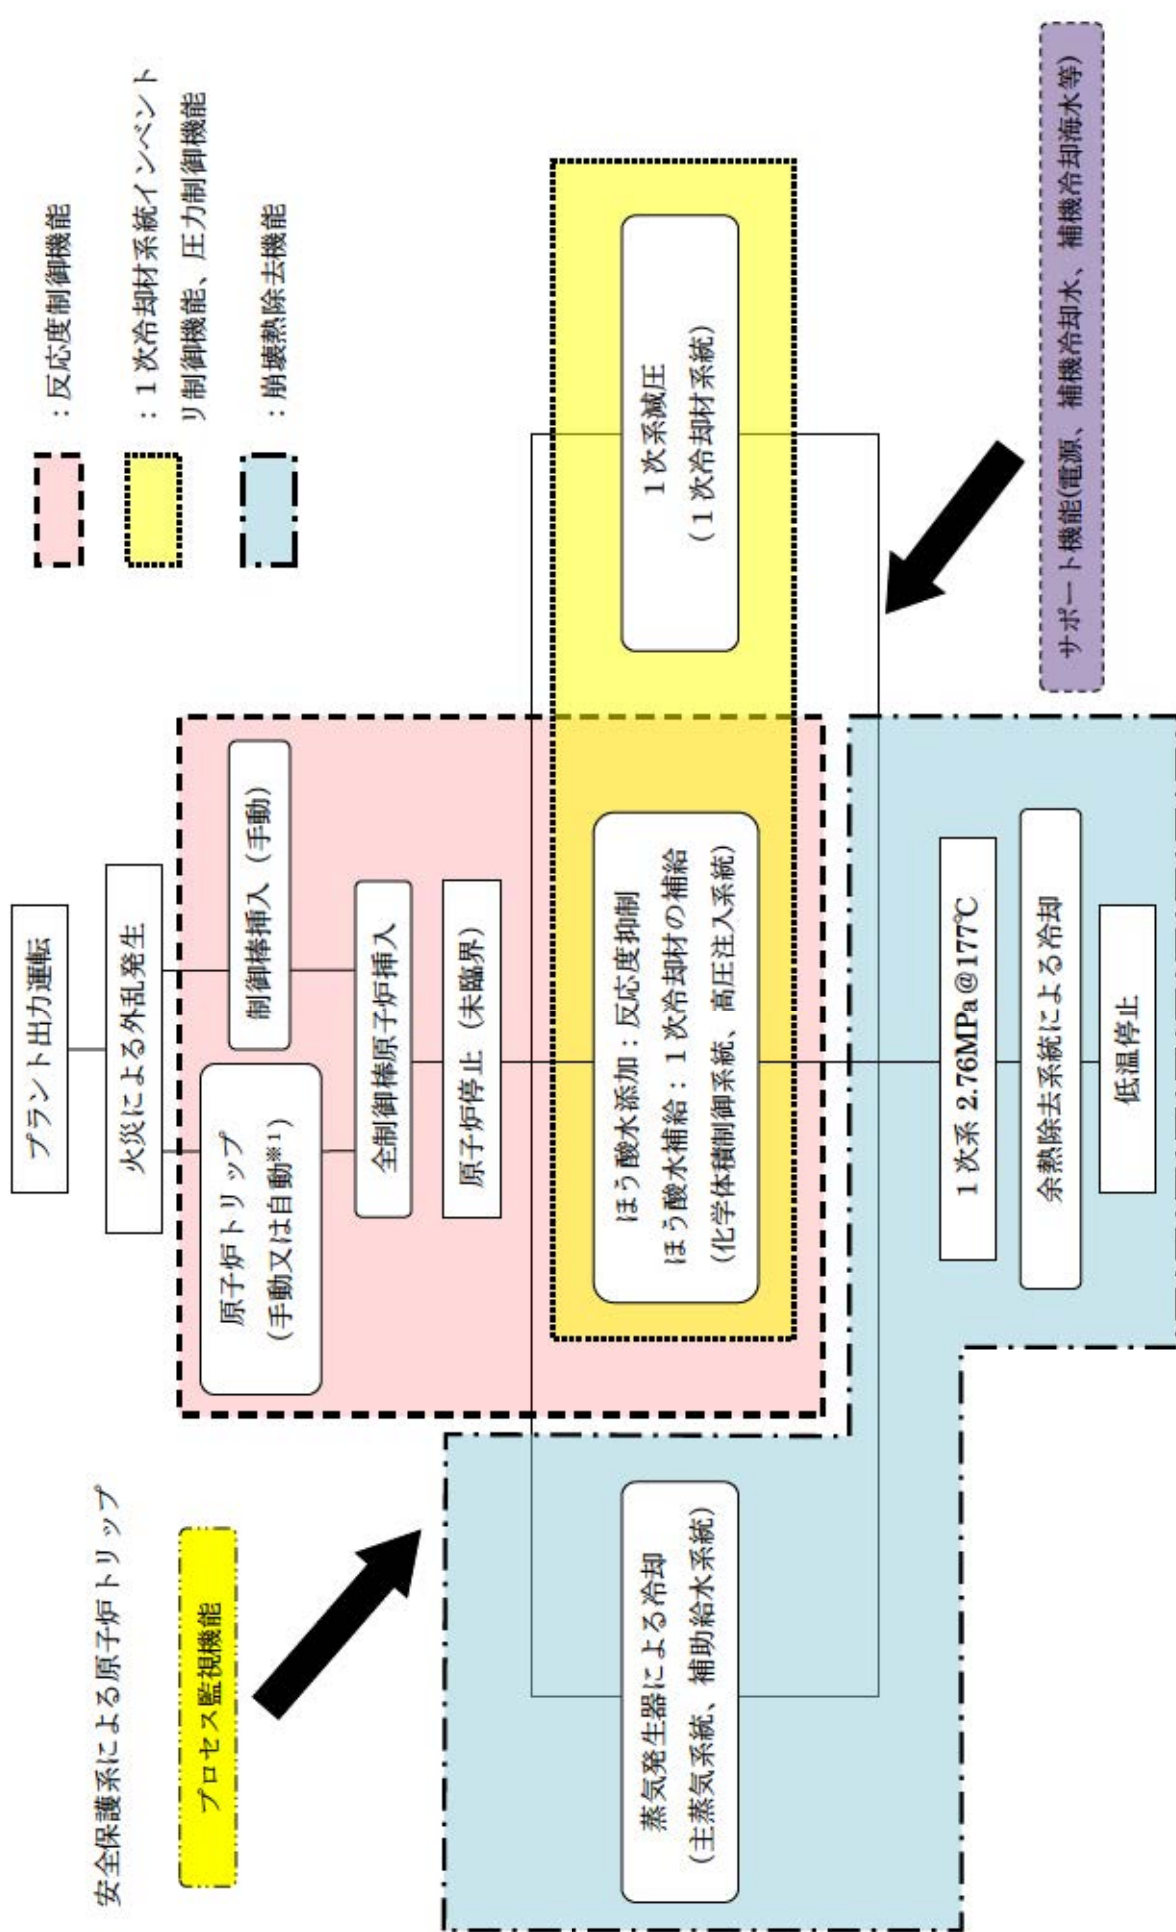 プラント出力運転
火災による外乱発生
安全保護系による原子炉トリップ
プロセス監視機能
原子炉トリップ
(手動又は自動※1)
制御棒挿入（手動）
全制御棒原子炉挿入
原子炉停止（未臨界）
：反応度制御機能
：１次冷却材系統インベント
リ制御機能、圧力制御機能
：崩壊熱除去機能
蒸気発生器による冷却
(主蒸気系統、補助給水系統)
ほう酸水添加：反応度抑制
ほう酸水補給：１次冷却材の補給
(化学体積制御系統、高圧注入系統)
１次系減圧
(１次冷却材系統)
１次系 2.76MPa＠177℃
余熱除去系統による冷却
低温停止
サポート機能(電源、補機冷却水、補機冷却海水等)